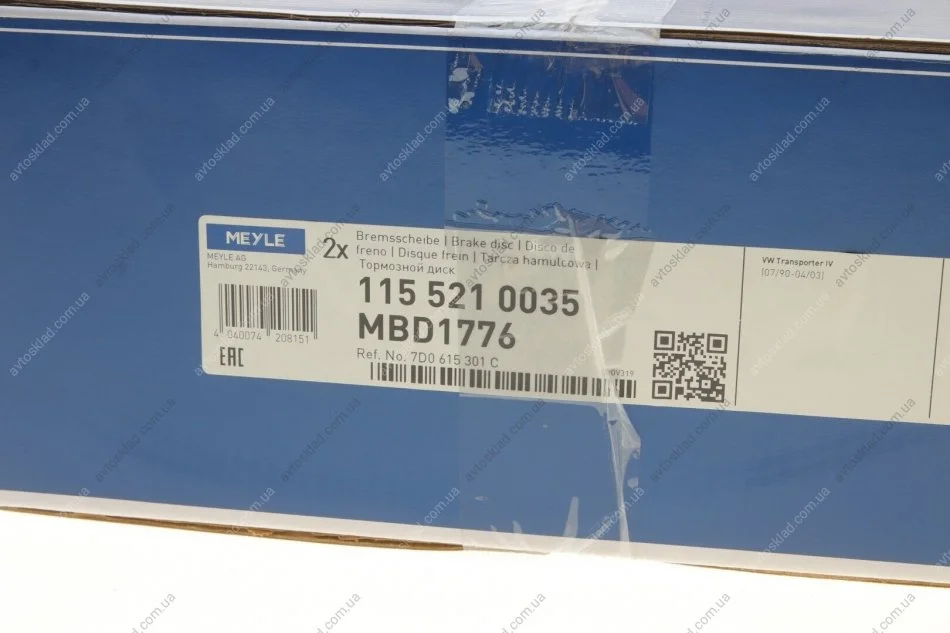 MEYLE
MEYLE AG
Hamburg 22143, Germany
4 040074 208151
EAC
2x
Bremsscheibe | Brake disc | Disco de
freno | Disque frein | Tarcza hamulcowa |
Тормозной диск
115 521 0035
MBD1776
Ref. No. 7D0 615 301 C
VW Transporter IV
(07/90-04/03)
avtosklad.com.ua